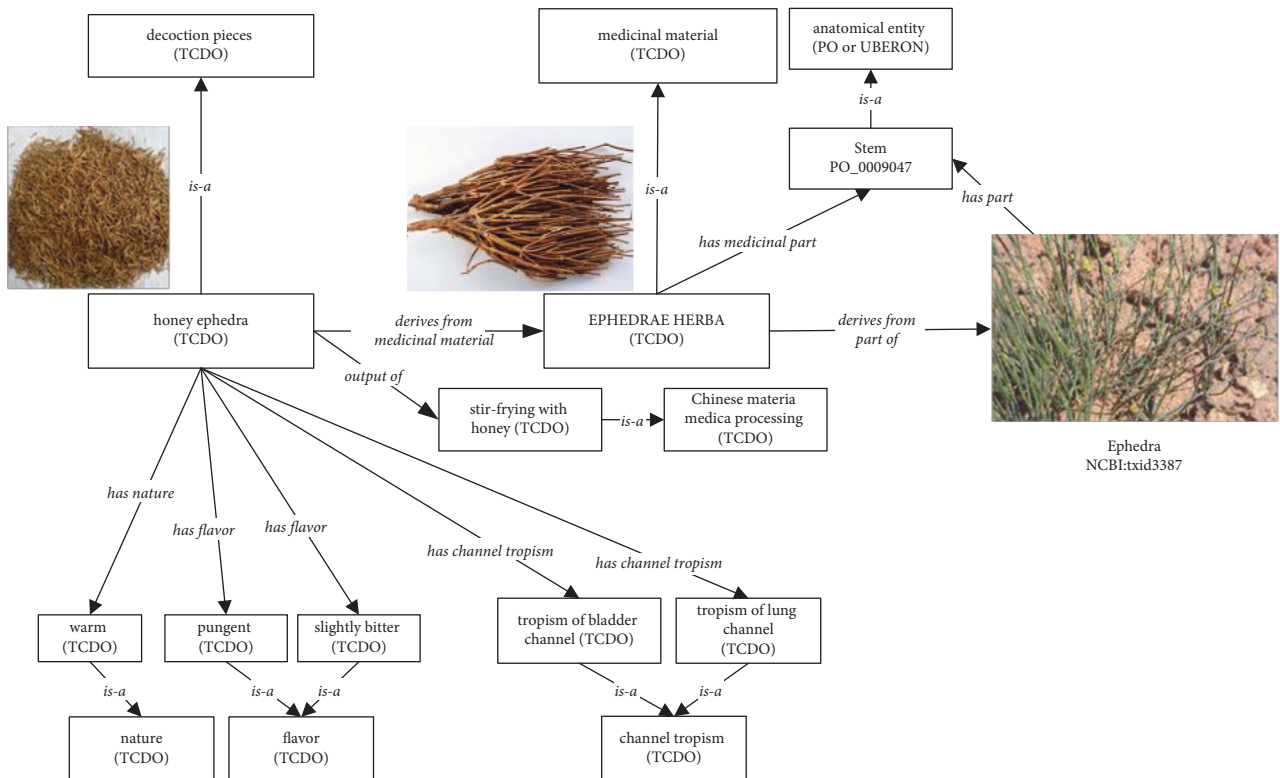 decoction pieces
(TCDO)
medicinal material
(TCDO)
anatomical entity
(PO or UBERON)
is-a
Stem
PO_0009047
is-a
is-a
has part
has medicinal part
honey ephedra
(TCDO)
derives from
medicinal material
EPHEDRAE HERBA
(TCDO)
derives from
part of
output of
stir-frying with
honey (TCDO)
is-a
Chinese materia
medica processing
(TCDO)
Ephedra
NCBI:txid3387
has nature
has flavor
has flavor
has channel tropism
has channel tropism
warm
(TCDO)
pungent
(TCDO)
slightly bitter
(TCDO)
tropism of bladder
channel (TCDO)
tropism of lung
channel
(TCDO)
is-a
is-a
is-a
is-a
is-a
nature
(TCDO)
flavor
(TCDO)
channel tropism
(TCDO)